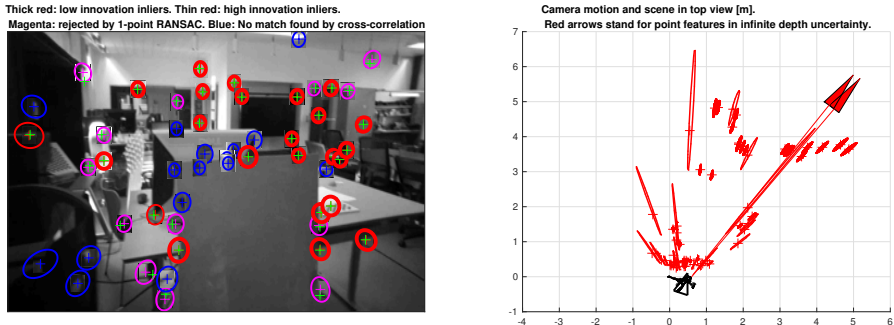 Thick red: low innovation inliers. Thin red: high innovation inliers.
Magenta: rejected by 1-point RANSAC. Blue: No match found by cross-correlation
Camera motion and scene in top view [m].
Red arrows stand for point features in infinite depth uncertainty.
7
6
5
4
3
2
1
0
-1
-4 -3 -2 -1 0 1 2 3 4 5 6